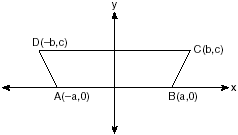 y
D(–b,c)
C(b,c)
x
A(–a,0)
B(a,0)